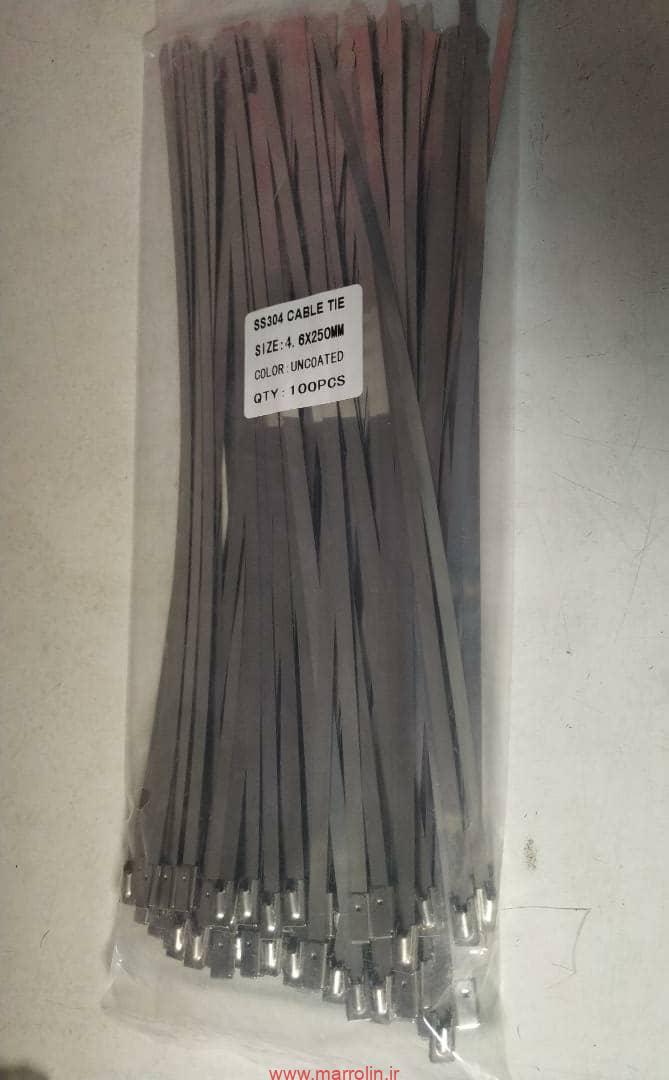 SS304 CABLE TIE
SIZE:4.6X250MM
COLOR:UNCOATED
QTY:100PCS
www.marrolin.ir